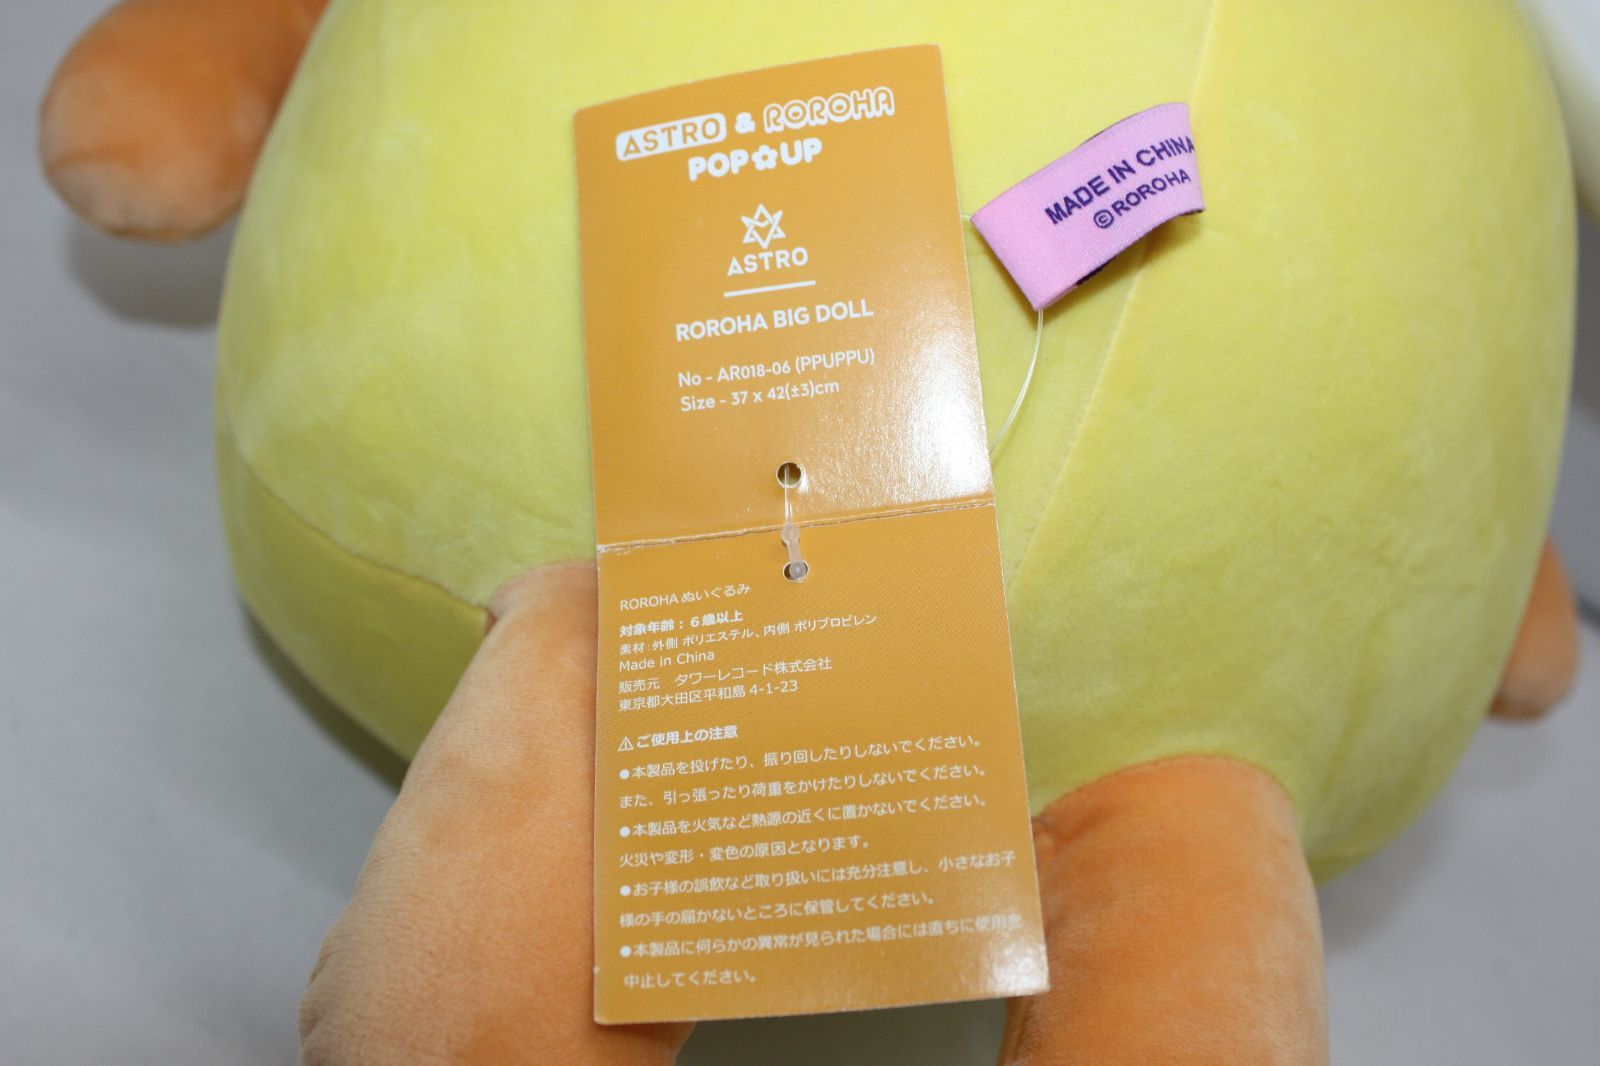 ASTRO & ROROHA
POP UP
ASTRO
ROROHA BIG DOLL
No - AR018-06 (PPUPPU)
Size - 37 x 42(±3)cm
MADE IN CHINA
©ROROHA
ROROHA ぬいぐるみ
対象年齢：6歳以上
素材：外側 ポリエステル、内側 ポリプロピレン
Made in China
販売元　タワーレコード株式会社
東京都大田区平和島 4-1-23
⚠ご使用上の注意
●本製品を投げたり、振り回したりしないでください。
また、引っ張ったり荷重をかけたりしないでください。
●本製品を火気など熱源の近くに置かないでください。
火災や変形・変色の原因となります。
●お子様の誤飲など取り扱いには充分注意し、小さなお子
様の手の届かないところに保管してください。
●本製品に何らかの異常が見られた場合には直ちに使用を
中止してください。